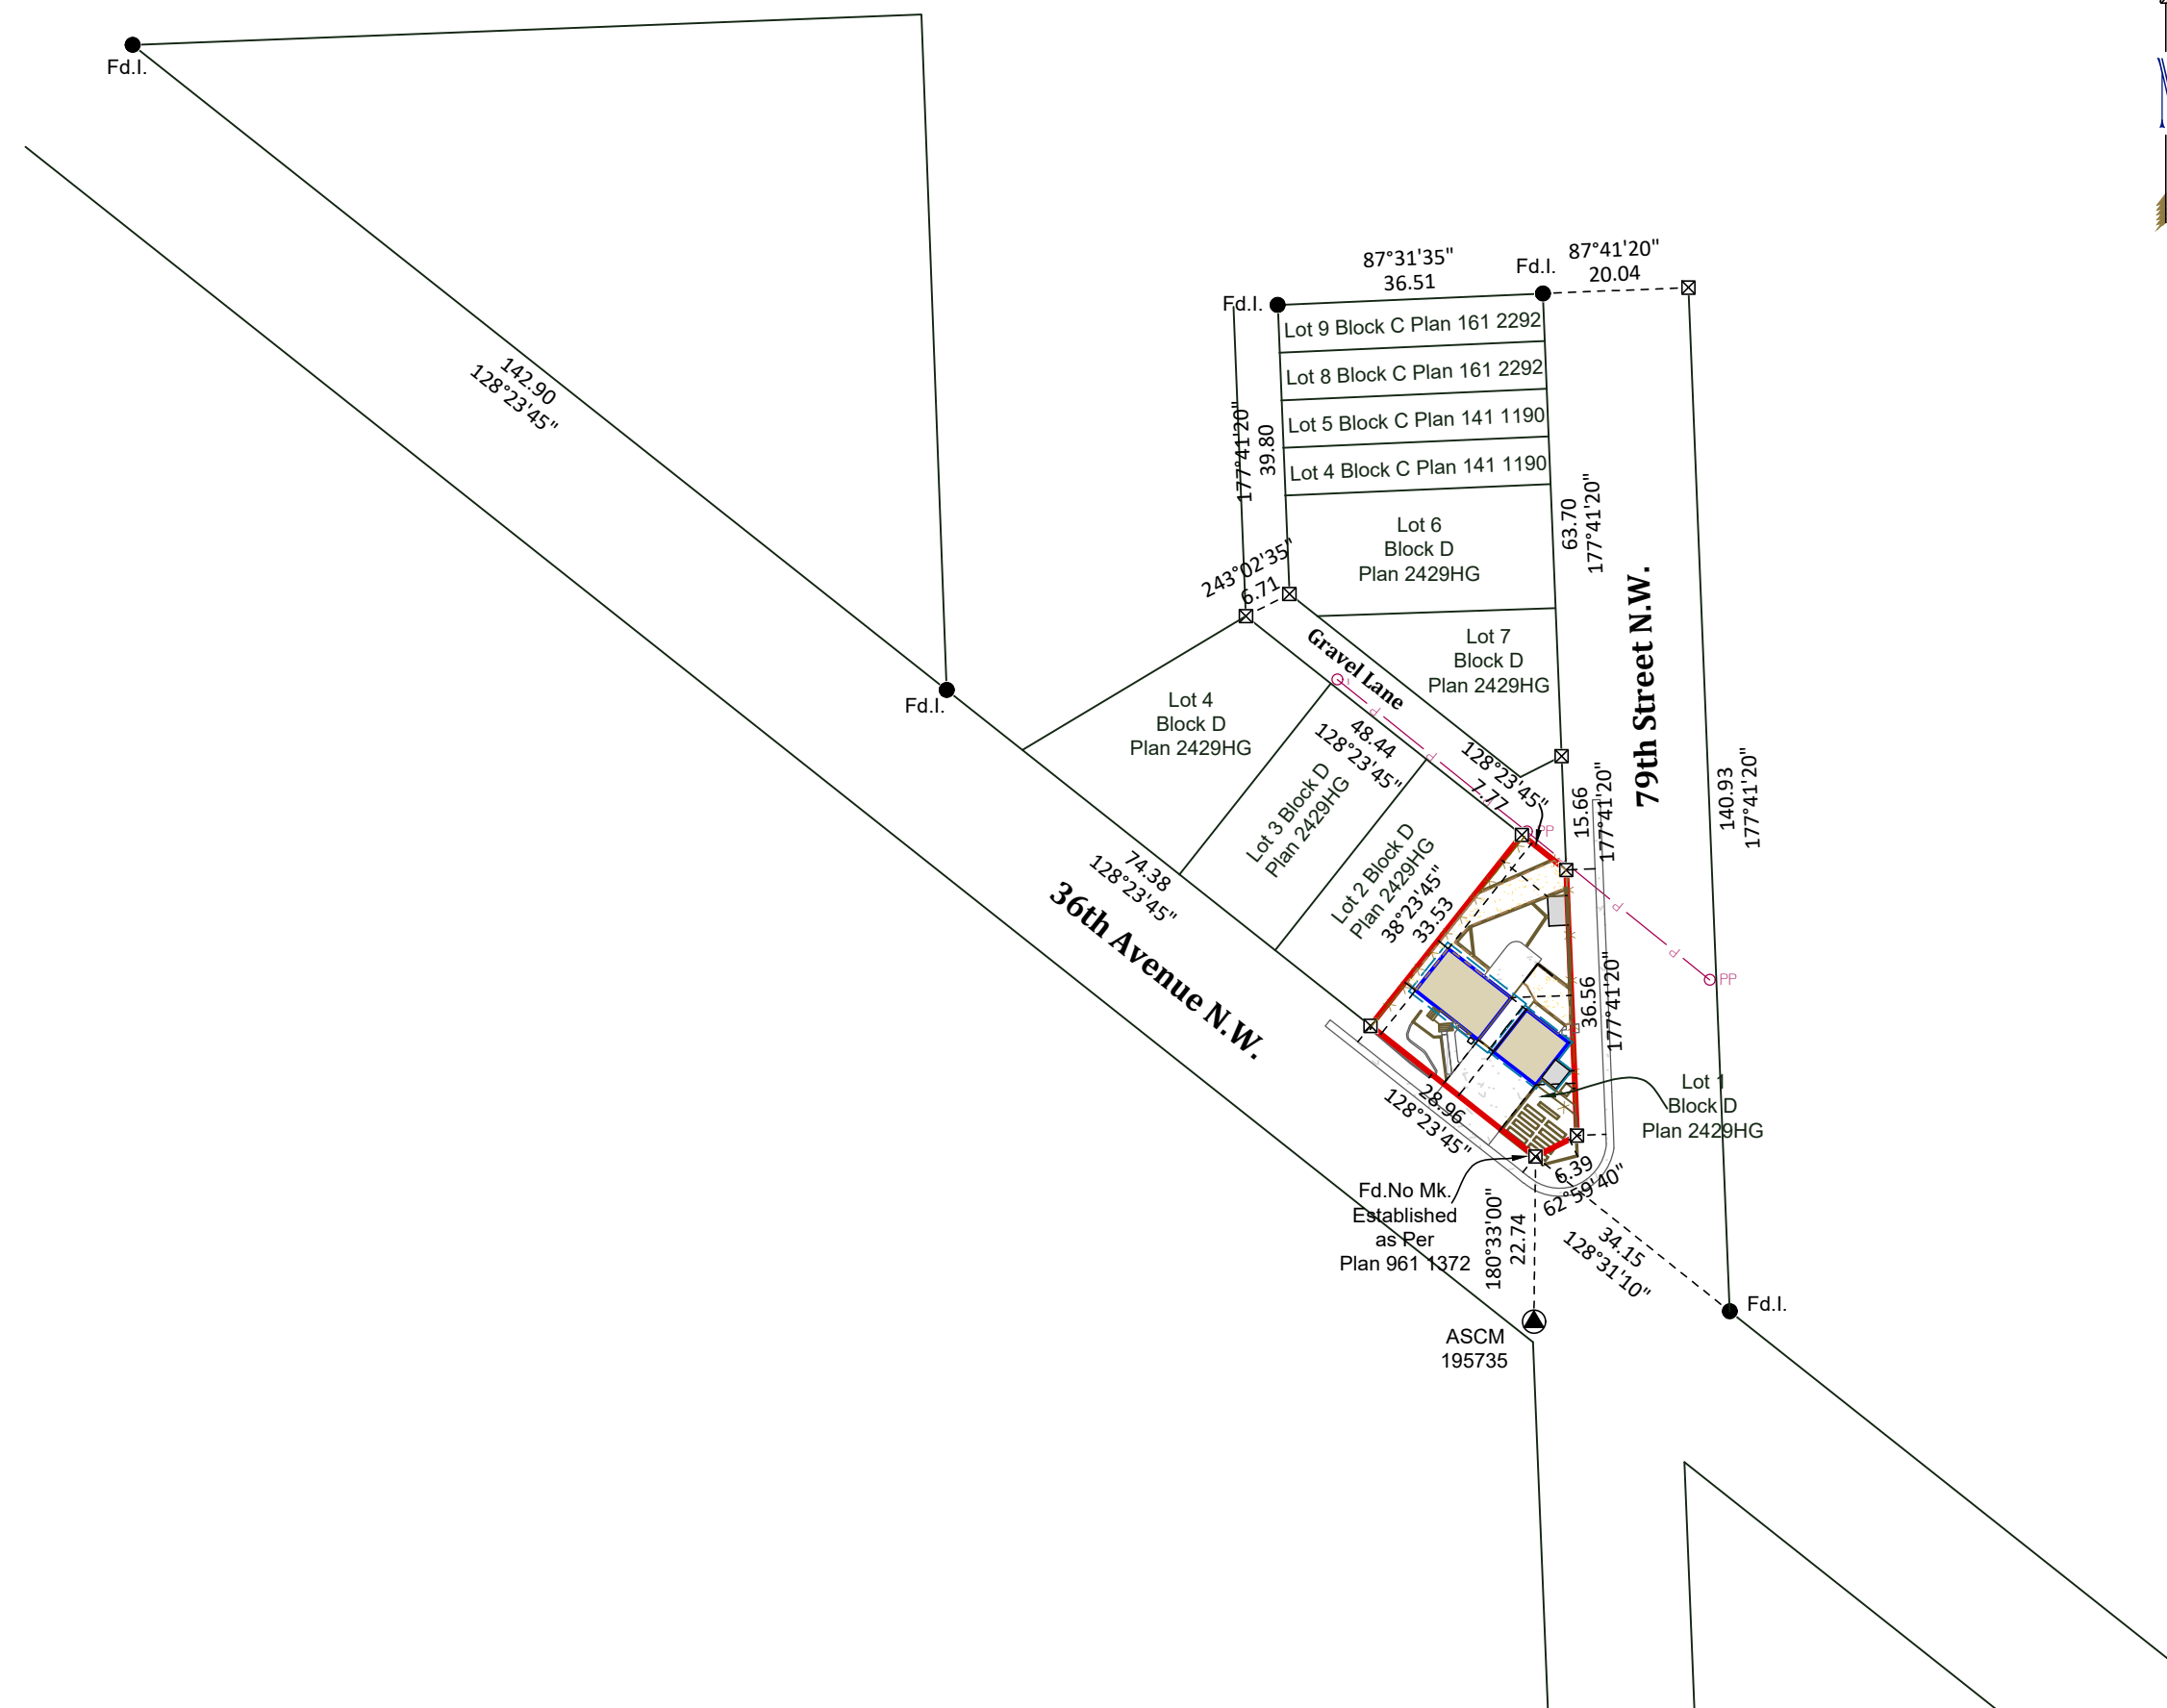 Fd.I.
142.90
128°23'45"
Fd.I.
87°31'35"
36.51
Fd.I.
87°41'20"
20.04
Fd.I.
Lot 9 Block C Plan 161 2292
Lot 8 Block C Plan 161 2292
Lot 5 Block C Plan 141 1190
Lot 4 Block C Plan 141 1190
177°41'20"
39.80
63.70
177°41'20"
Lot 6
Block D
Plan 2429HG
243°02'35"
6.71
Lot 7
Block D
Plan 2429HG
Gravel Lane
79th Street N.W.
Lot 4
Block D
Plan 2429HG
48.44
128°23'45"
P
P
128°23'45"
7.77
PP
15.66
177°41'20"
140.93
177°41'20"
Lot 3 Block D
Plan 2429HG
Lot 2 Block D
Plan 2429HG
38°23'45"
33.53
74.38
128°23'45"
36th Avenue N.W.
P
P
PP
36.56
177°41'20"
28.96
128°23'45"
Lot 1
Block D
Plan 2429HG
6.39
62°59'40"
Fd.No Mk.
Established
as Per
Plan 961 1372
180°33'00"
22.74
34.15
128°31'10"
Fd.I.
ASCM
195735